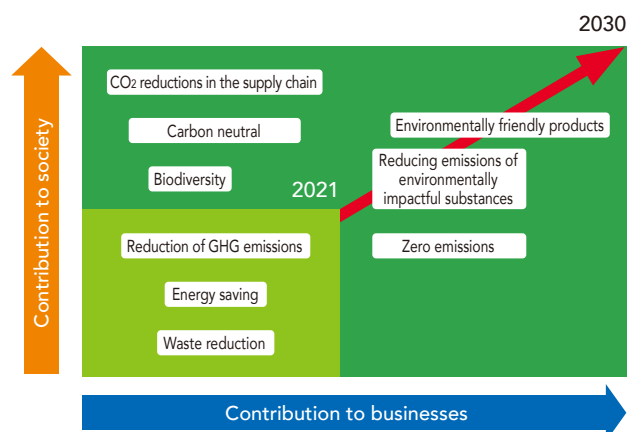 2030
CO2 reductions in the supply chain
Carbon neutral
Biodiversity
2021
Environmentally friendly products
Reducing emissions of
environmentally
impactful substances
Zero emissions
Reduction of GHG emissions
Energy saving
Waste reduction
Contribution to society
Contribution to businesses